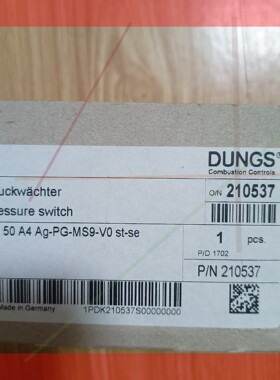 DUNGS®
Combustion Controls
uckwächter
O/N 210537
essure switch
50 A4 Ag-PG-MS9-V0 st-se
1
pcs.
P/D 1702
P/N 210537
Made in Germany
1PDK210537S00000000